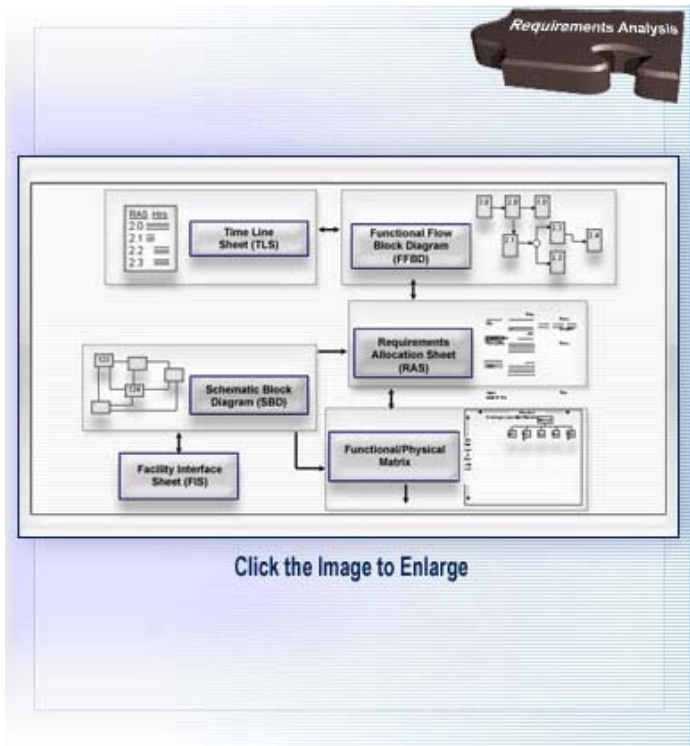 Requirements Analysis
RAS Hrs
2.0
2.1
2.2
2.3
Time Line
Sheet (TLS)
Functional Flow
Block Diagram
(FFBD)
Requirements
Allocation Sheet
(RAS)
Schematic Block
Diagram (SBD)
Functional/Physical
Matrix
Facility Interface
Sheet (FIS)
Click the Image to Enlarge